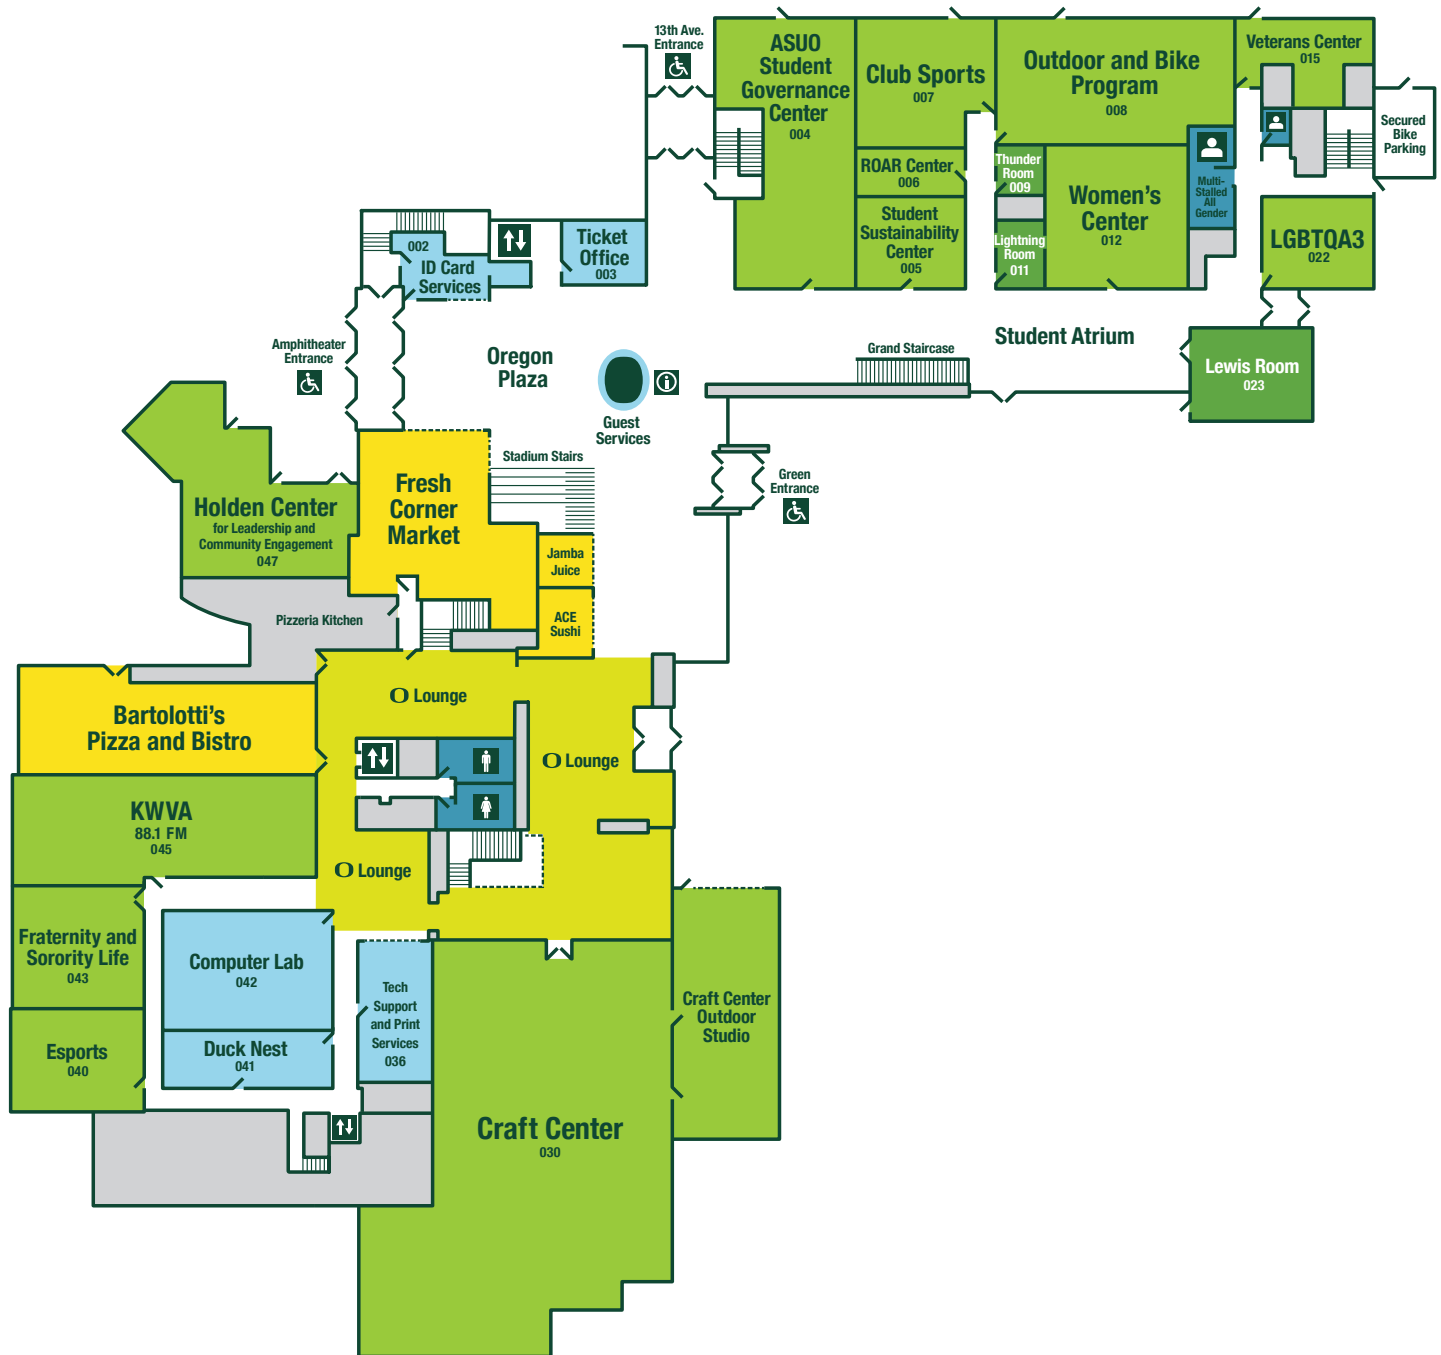 13th Ave.
Entrance
ASUO
Student
Governance
Center
004
Club Sports
007
Outdoor and Bike
Program
008
Veterans Center
015
Secured
Bike
Parking
ROAR Center
006
Thunder
Room
009
Women's
Center
012
Multi-
Stalled
All
Gender
Student
Sustainability
Center
005
Lightning
Room
011
LGBTQA3
022
002
ID Card
Services
Ticket
Office
003
Amphitheater
Entrance
Oregon
Plaza
Guest
Services
Grand Staircase
Student Atrium
Lewis Room
023
Stadium Stairs
Green
Entrance
Fresh
Corner
Market
Holden Center
for Leadership and
Community Engagement
047
Jamba
Juice
ACE
Sushi
Pizzeria Kitchen
O Lounge
Bartolotti's
Pizza and Bistro
O Lounge
KWVA
88.1 FM
045
O Lounge
Fraternity and
Sorority Life
043
Computer Lab
042
Tech
Support
and Print
Services
036
Craft Center
Outdoor
Studio
Esports
040
Duck Nest
041
Craft Center
030